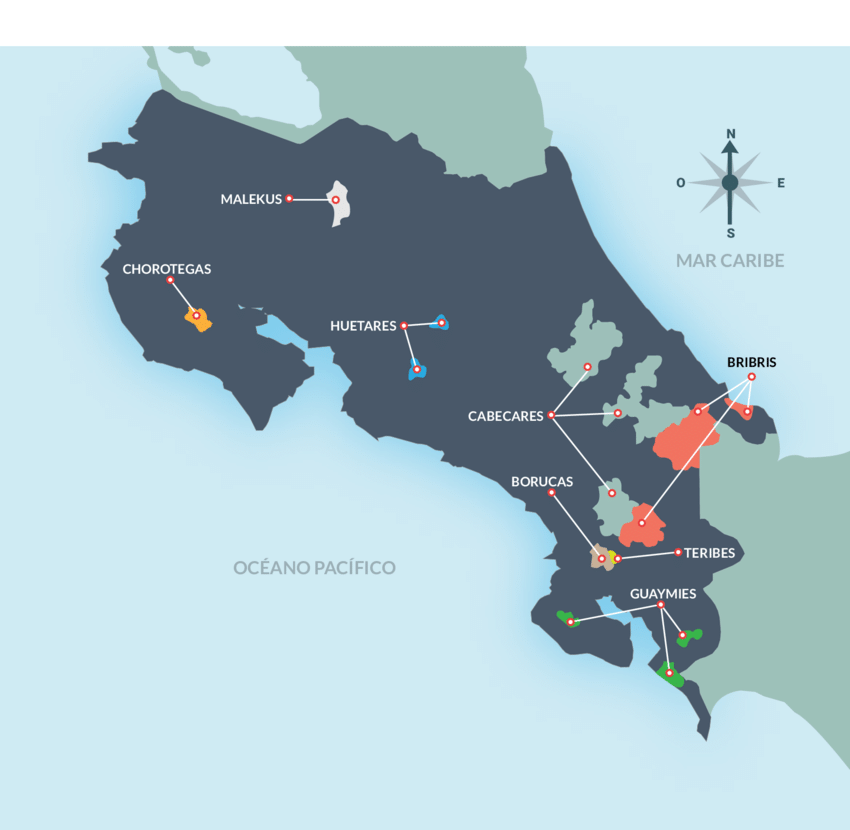 N
O
E
S
MALEKUS
MAR CARIBE
CHOROTEGAS
HUETARES
BRIBRIS
CABECARES
BORUCAS
TERIBES
OCÉANO PACÍFICO
GUAYMIES